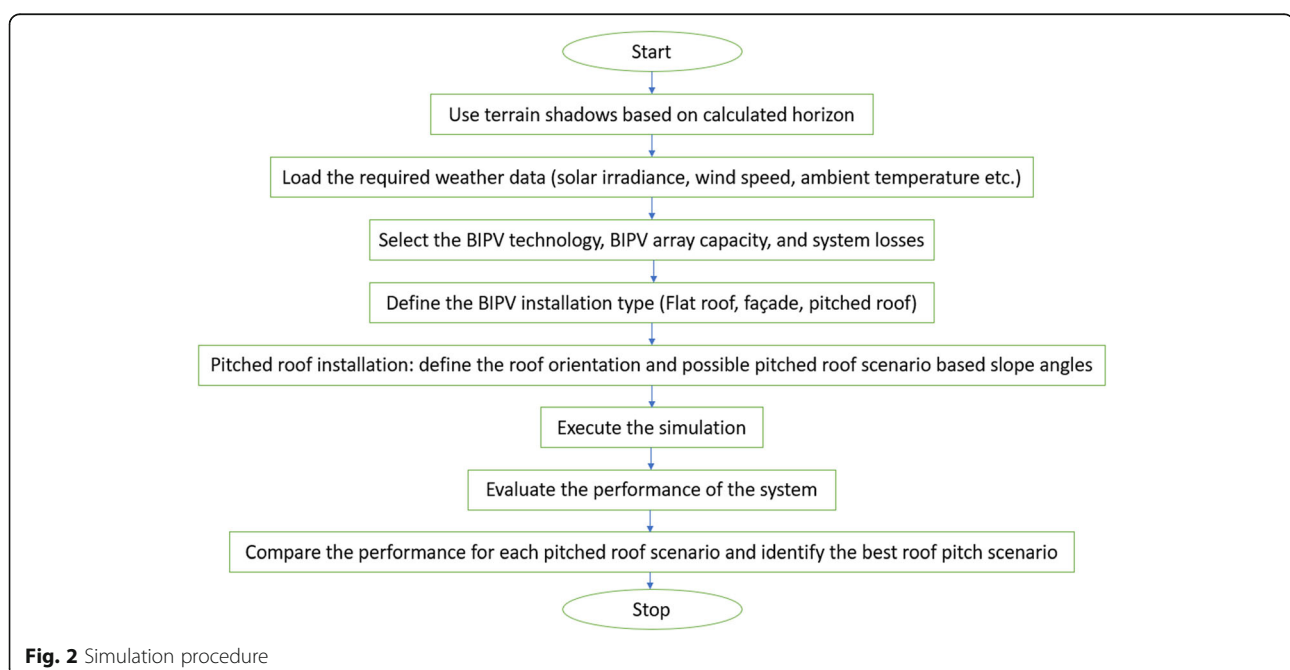 Start
Use terrain shadows based on calculated horizon
Load the required weather data (solar irradiance, wind speed, ambient temperature etc.)
Select the BIPV technology, BIPV array capacity, and system losses
Define the BIPV installation type (Flat roof, façade, pitched roof)
Pitched roof installation: define the roof orientation and possible pitched roof scenario based slope angles
Execute the simulation
Evaluate the performance of the system
Compare the performance for each pitched roof scenario and identify the best roof pitch scenario
Stop
Fig. 2 Simulation procedure